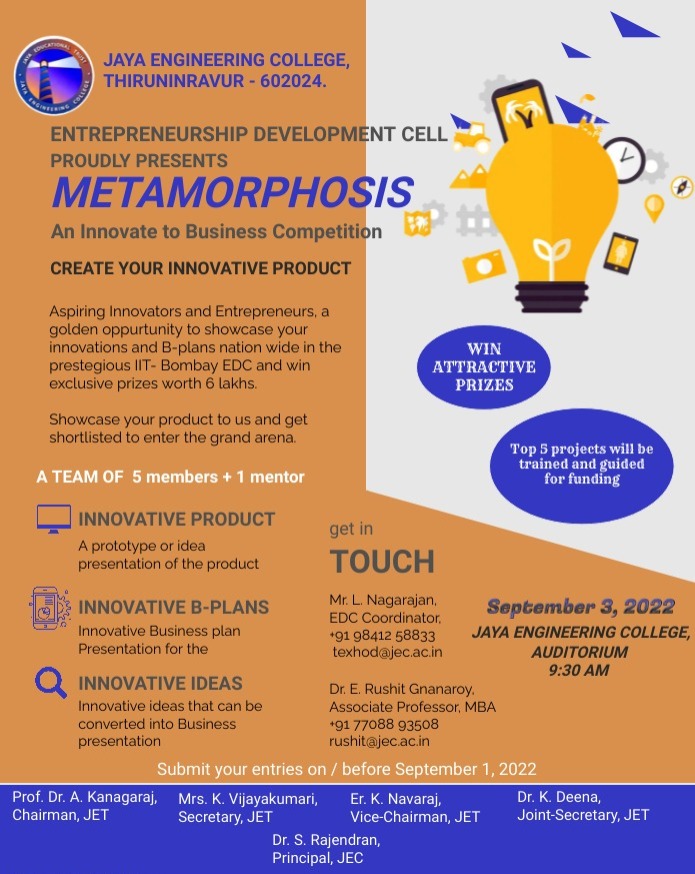 JAYA EDUCATIONAL TRUST
JAYA ENGINEERING COLLEGE
JAYA ENGINEERING COLLEGE,
THIRUNINRAVUR - 602024.
ENTREPRENEURSHIP DEVELOPMENT CELL
PROUDLY PRESENTS
METAMORPHOSIS
An Innovate to Business Competition
CREATE YOUR INNOVATIVE PRODUCT
Aspiring Innovators and Entrepreneurs, a
golden oppurtunity to showcase your
innovations and B-plans nation wide in the
prestegious IIT- Bombay EDC and win
exclusive prizes worth 6 lakhs.
Showcase your product to us and get
shortlisted to enter the grand arena.
WIN
ATTRACTIVE
PRIZES
Top 5 projects will be
trained and guided
for funding
A TEAM OF 5 members + 1 mentor
INNOVATIVE PRODUCT
A prototype or idea
presentation of the product
INNOVATIVE B-PLANS
Innovative Business plan
Presentation for the
INNOVATIVE IDEAS
Innovative ideas that can be
converted into Business
presentation
get in
TOUCH
Mr. L. Nagarajan,
EDC Coordinator,
+91 98412 58833
texhod@jec.ac.in
Dr. E. Rushit Gnanaroy,
Associate Professor, MBA
+91 77088 93508
rushit@jec.ac.in
September 3, 2022
JAYA ENGINEERING COLLEGE,
AUDITORIUM
9:30 AM
Submit your entries on / before September 1, 2022
Prof. Dr. A. Kanagaraj,
Chairman, JET
Mrs. K. Vijayakumari,
Secretary, JET
Er. K. Navaraj,
Vice-Chairman, JET
Dr. K. Deena,
Joint-Secretary, JET
Dr. S. Rajendran,
Principal, JEC